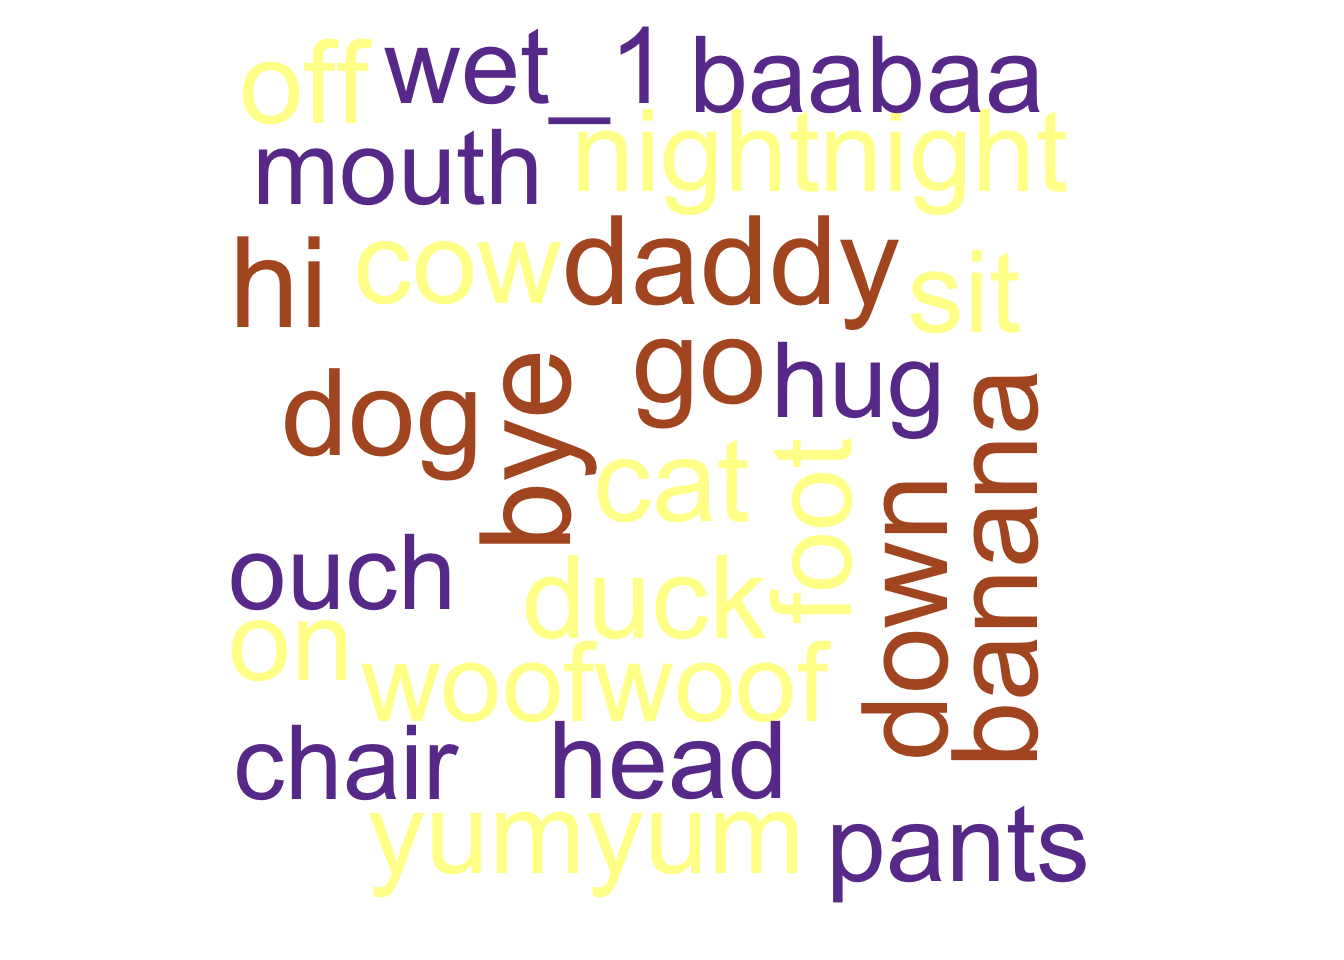 off wet_1 baabaa
mouth nightnight
hi cow daddy sit
dog bye go hug
cat foot down banana
ouch duck
on woofwoof
chair head
yumyum pants